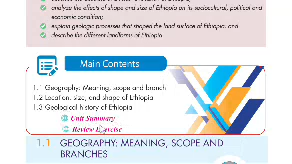 analyze the effects of shape and size of Ethiopia on its sociocultural, political and
economic condition;
explain geologic processes that shaped the land surface of Ethiopia; and
describe the different landforms of Ethiopia
Main Contents
1.1 Geography: Meaning, scope and branch
1.2 Location, size, and shape of Ethiopia
1.3 Geological history of Ethiopia
Unit Summary
Review Exercise
1.1 GEOGRAPHY: MEANING, SCOPE AND
BRANCHES